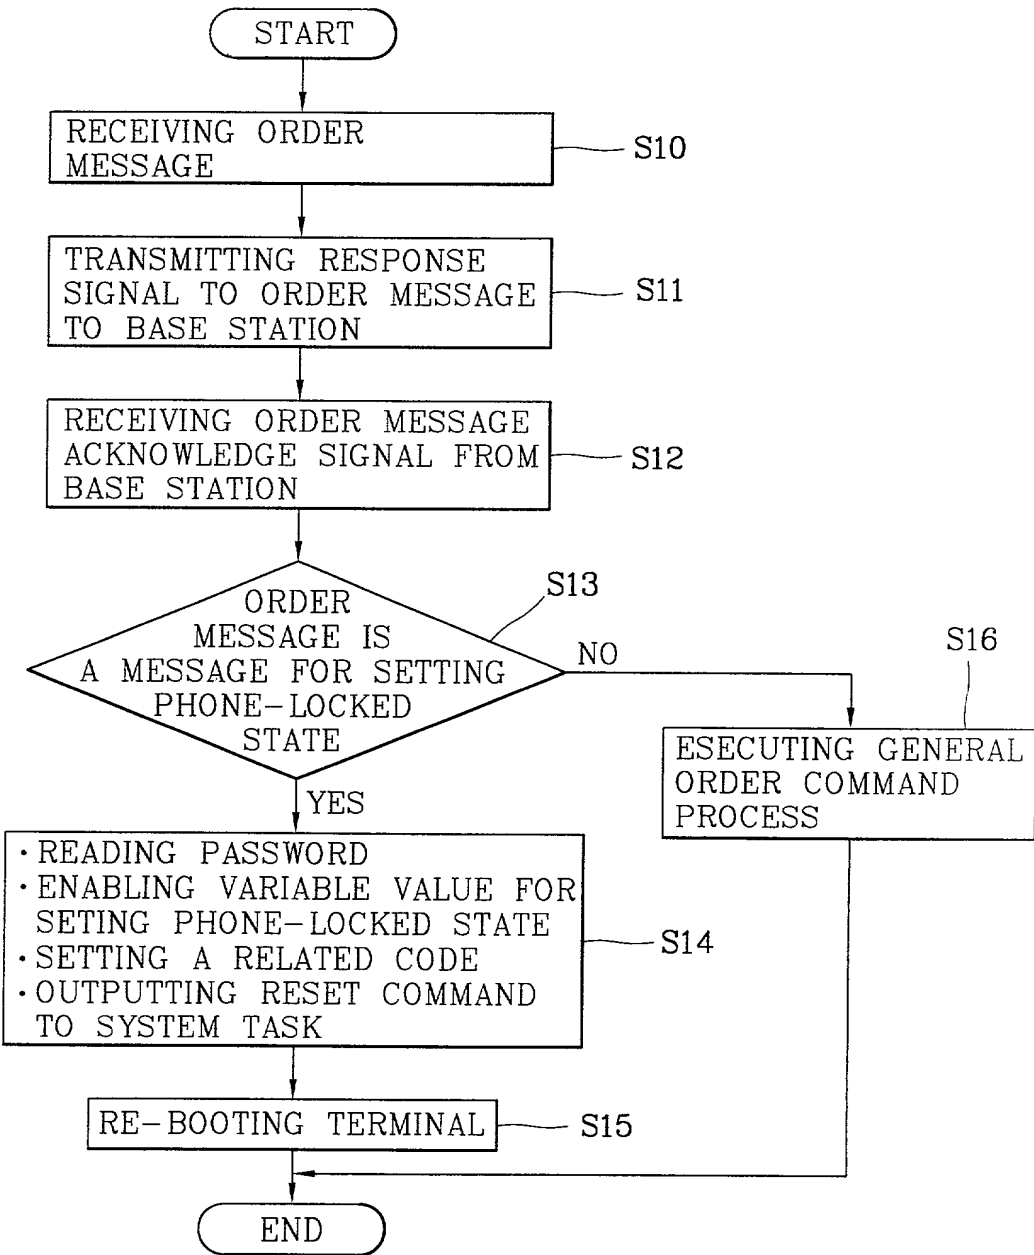 START
RECEIVING ORDER
MESSAGE
S10
TRANSMITTING RESPONSE
SIGNAL TO ORDER MESSAGE
TO BASE STATION
S11
RECEIVING ORDER MESSAGE
ACKNOWLEDGE SIGNAL FROM
BASE STATION
S12
ORDER
MESSAGE IS
A MESSAGE FOR SETTING
PHONE-LOCKED
STATE
S13
NO
S16
ESECUTING GENERAL
ORDER COMMAND
PROCESS
YES
· READING PASSWORD
· ENABLING VARIABLE VALUE FOR
SETING PHONE-LOCKED STATE
· SETTING A RELATED CODE
· OUTPUTTING RESET COMMAND
TO SYSTEM TASK
S14
RE-BOOTING TERMINAL
S15
END